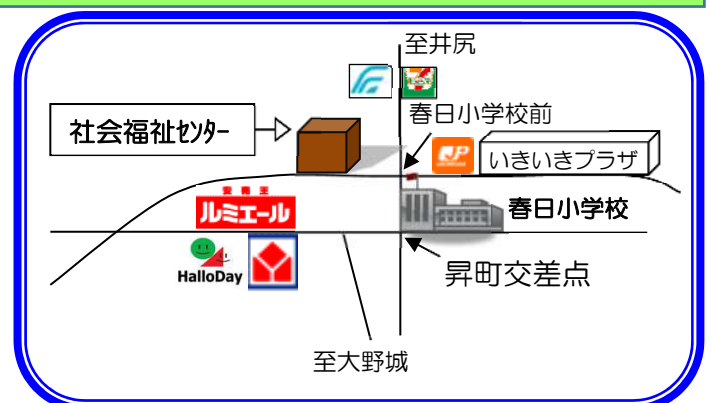 至井尻
春日小学校前
社会福祉ｾﾝﾀｰ
いきいきプラザ
ルミエール
春日小学校
HalloDay
昇町交差点
至大野城